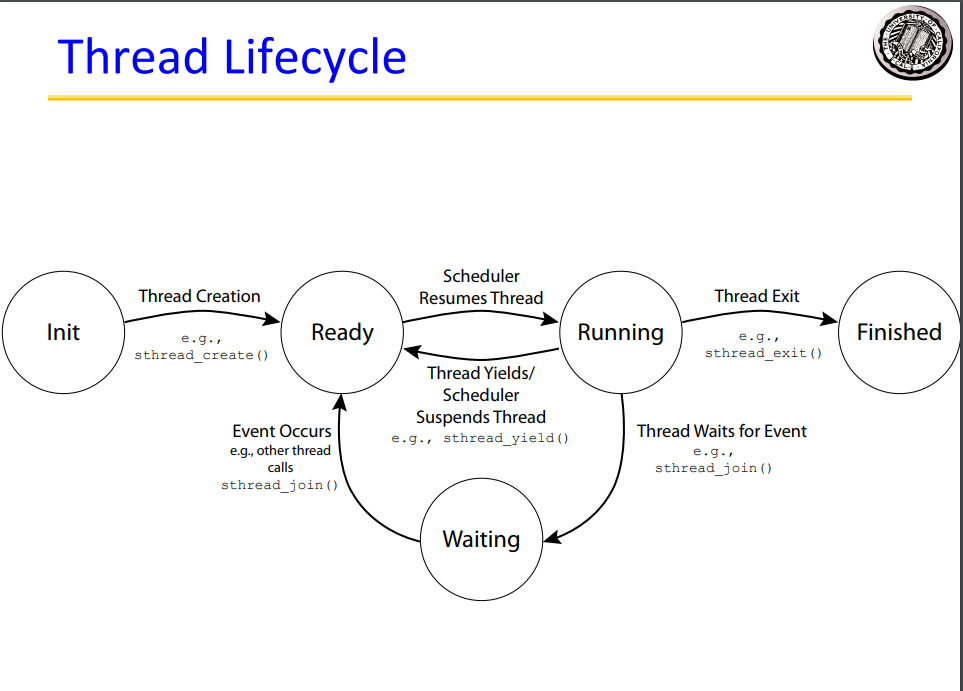 Thread Lifecycle
Scheduler
Resumes Thread
Thread Creation
Thread Exit
Init
Ready
Running
Finished
e.g.,
sthread_create()
e.g.,
sthread_exit()
Thread Yields/
Scheduler
Suspends Thread
e.g., sthread_yield()
Event Occurs
e.g., other thread
calls
sthread_join()
Thread Waits for Event
e.g.,
sthread_join()
Waiting